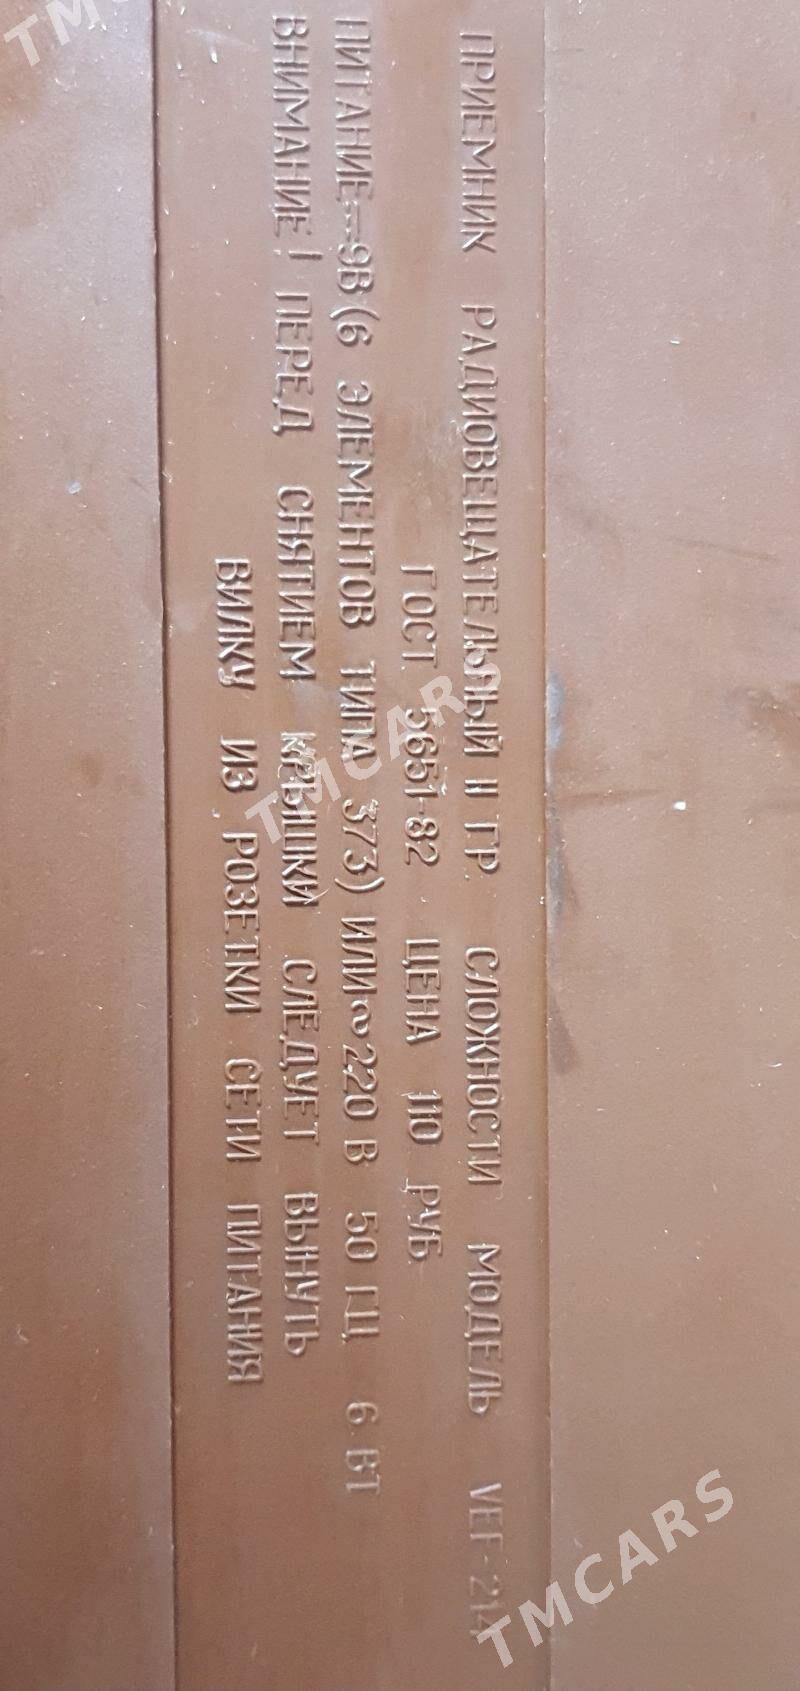 ПРИЕМНИК РАДИОВЕЩАТЕЛЬНЫЙ II ГР. СЛОЖНОСТИ МОДЕЛЬ VEF-214
ГОСТ 5651-82 ЦЕНА 110 РУБ.
ПИТАНИЕ ⎓ 9В (6 ЭЛЕМЕНТОВ ТИПА 373) ИЛИ ~ 220 В 50 ГЦ 6 ВТ
ВНИМАНИЕ! ПЕРЕД СНЯТИЕМ КРЫШКИ СЛЕДУЕТ ВЫНУТЬ
ВИЛКУ ИЗ РОЗЕТКИ СЕТИ ПИТАНИЯ
TMCARS
TMCARS